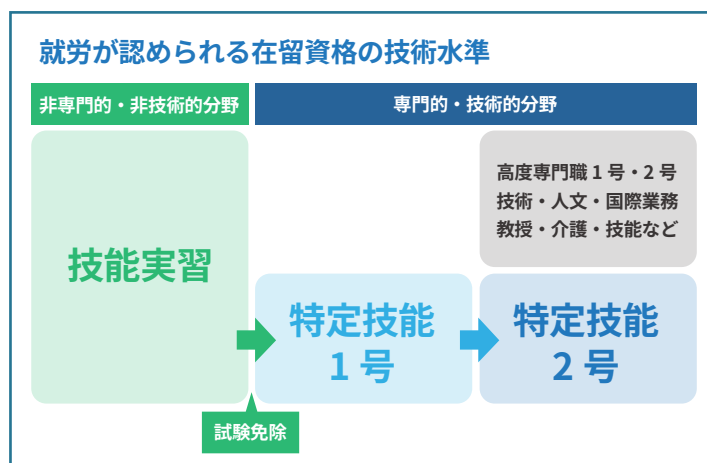 就労が認められる在留資格の技術水準
非専門的・非技術的分野
専門的・技術的分野
高度専門職1号・2号
技術・人文・国際業務
教授・介護・技能など
技能実習
特定技能
1号
特定技能
2号
試験免除